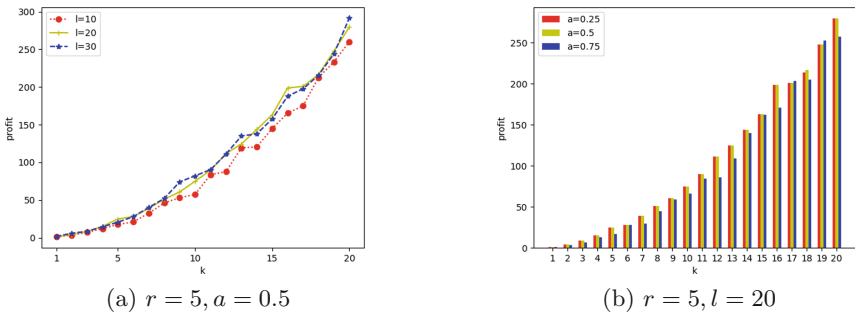 300
250
200
150
100
50
0
profit
l=10
l=20
l=30
1 5 10 15 20
k
(a) r = 5, a = 0.5
250
200
150
100
50
0
profit
a=0.25
a=0.5
a=0.75
1 2 3 4 5 6 7 8 9 10 11 12 13 14 15 16 17 18 19 20
k
(b) r = 5, l = 20